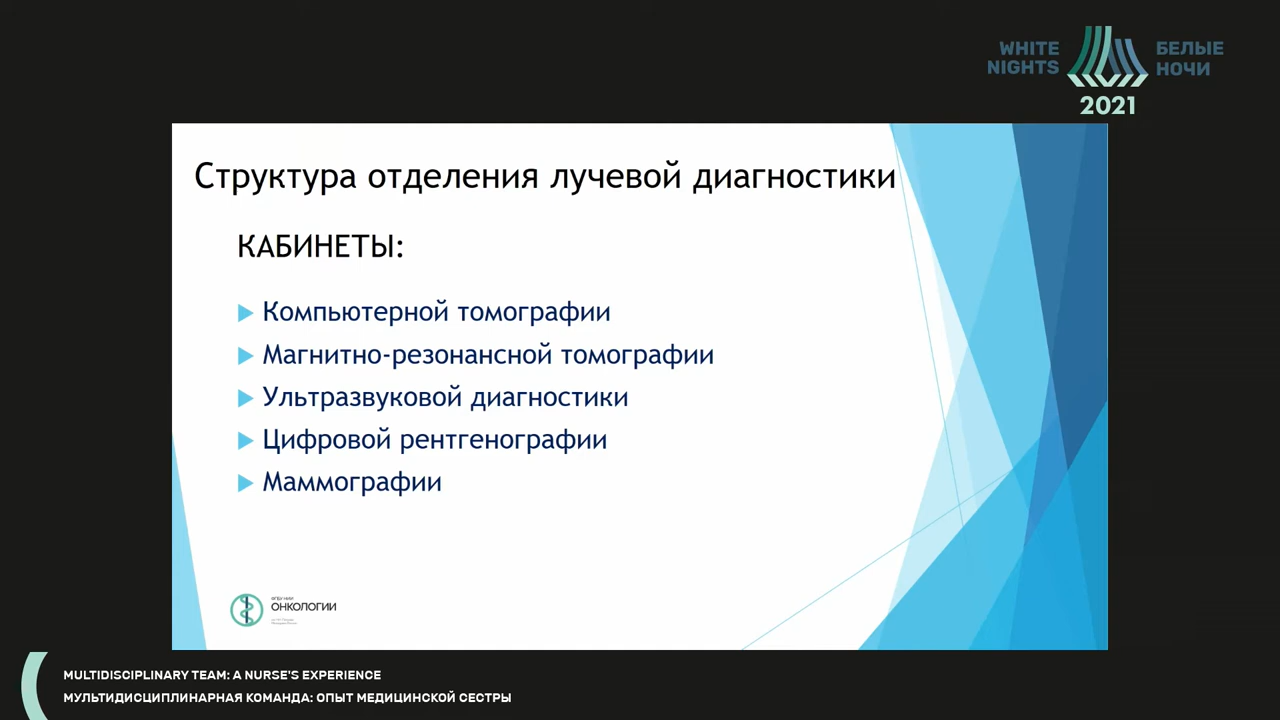 WHITE NIGHTS
БЕЛЫЕ НОЧИ
2021
Структура отделения лучевой диагностики
КАБИНЕТЫ:
Компьютерной томографии
Магнитно-резонансной томографии
Ультразвуковой диагностики
Цифровой рентгенографии
Маммографии
ОНКОЛОГИИ
MULTIDISCIPLINARY TEAM: A NURSE'S EXPERIENCE
МУЛЬТИДИСЦИПЛИНАРНАЯ КОМАНДА: ОПЫТ МЕДИЦИНСКОЙ СЕСТРЫ